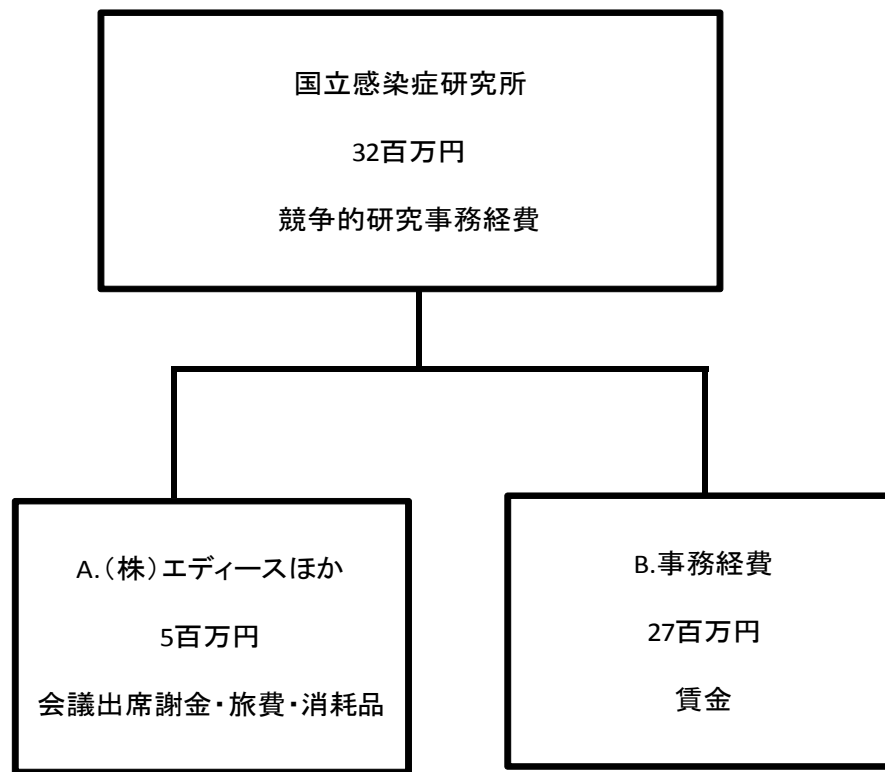 国立感染症研究所
32百万円
競争的研究事務経費
A.（株）エディースほか
5百万円
会議出席謝金・旅費・消耗品
B.事務経費
27百万円
賃金